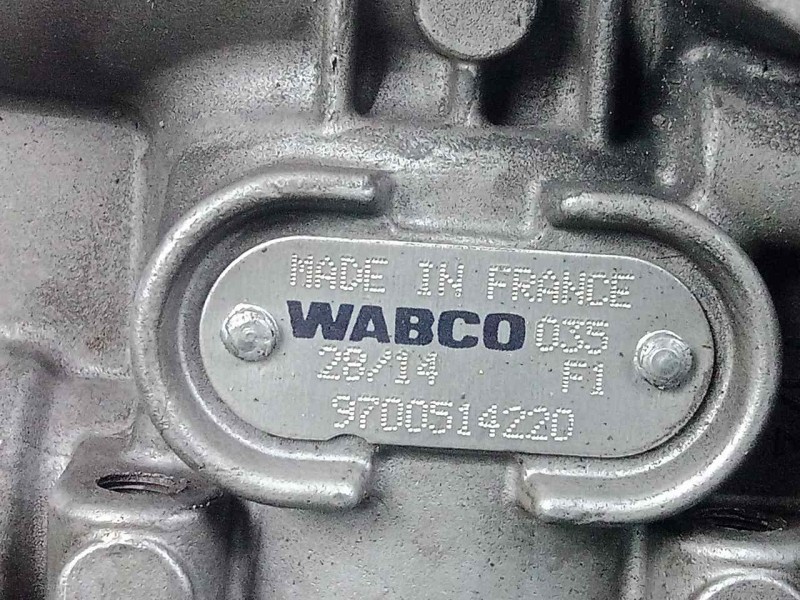 MADE IN FRANCE
WABCO 035
28/14 F1
9700514220